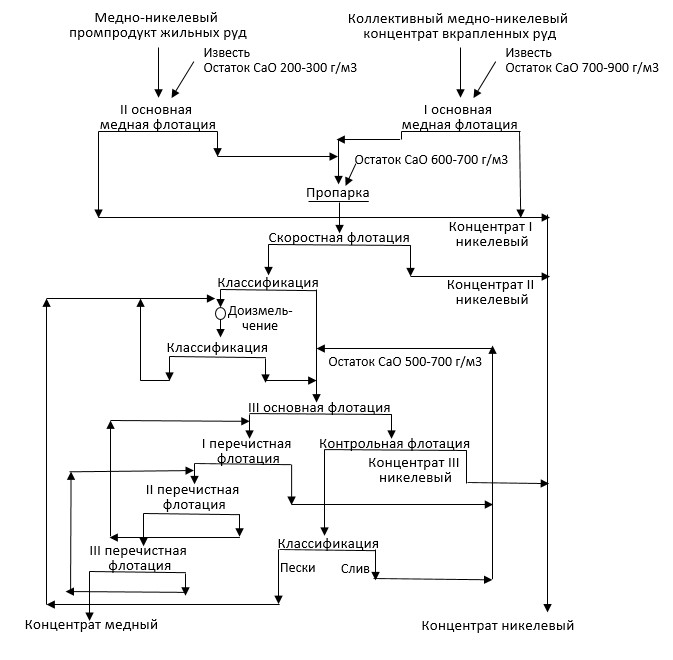 Медно-никелевый
промпродукт жильных руд
Коллективный медно-никелевый
концентрат вкрапленных руд
Известь
Остаток CaO 200-300 г/м3
Известь
Остаток CaO 700-900 г/м3
II основная
медная флотация
I основная
медная флотация
Остаток CaO 600-700 г/м3
Пропарка
Концентрат I
никелевый
Скоростная флотация
Классификация
Концентрат II
никелевый
Доизмель-
чение
Классификация
Остаток CaO 500-700 г/м3
III основная флотация
I перечистная
флотация
Контрольная флотация
Концентрат III
никелевый
II перечистная
флотация
III перечистная
флотация
Классификация
Пески
Слив
Концентрат медный
Концентрат никелевый